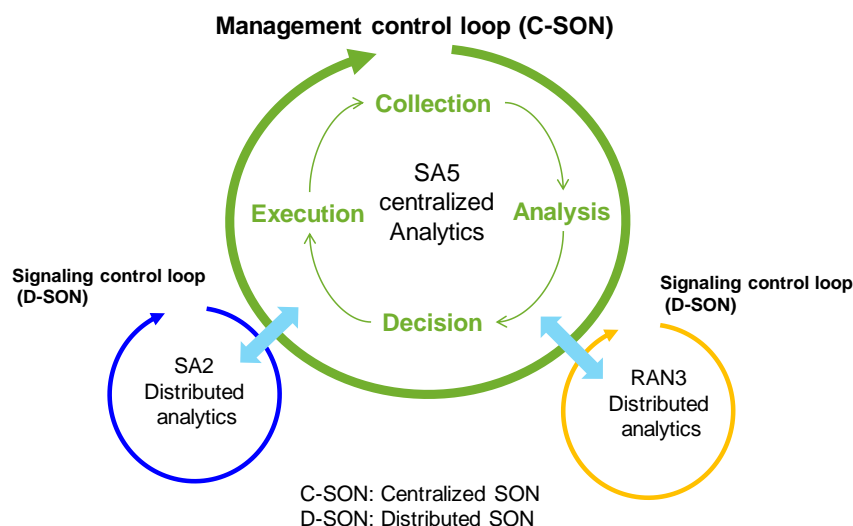 Management control loop (C-SON)
Collection
SA5
centralized
Analytics
Execution
Analysis
Decision
Signaling control loop
(D-SON)
SA2
Distributed
analytics
Signaling control loop
(D-SON)
RAN3
Distributed
analytics
C-SON: Centralized SON
D-SON: Distributed SON